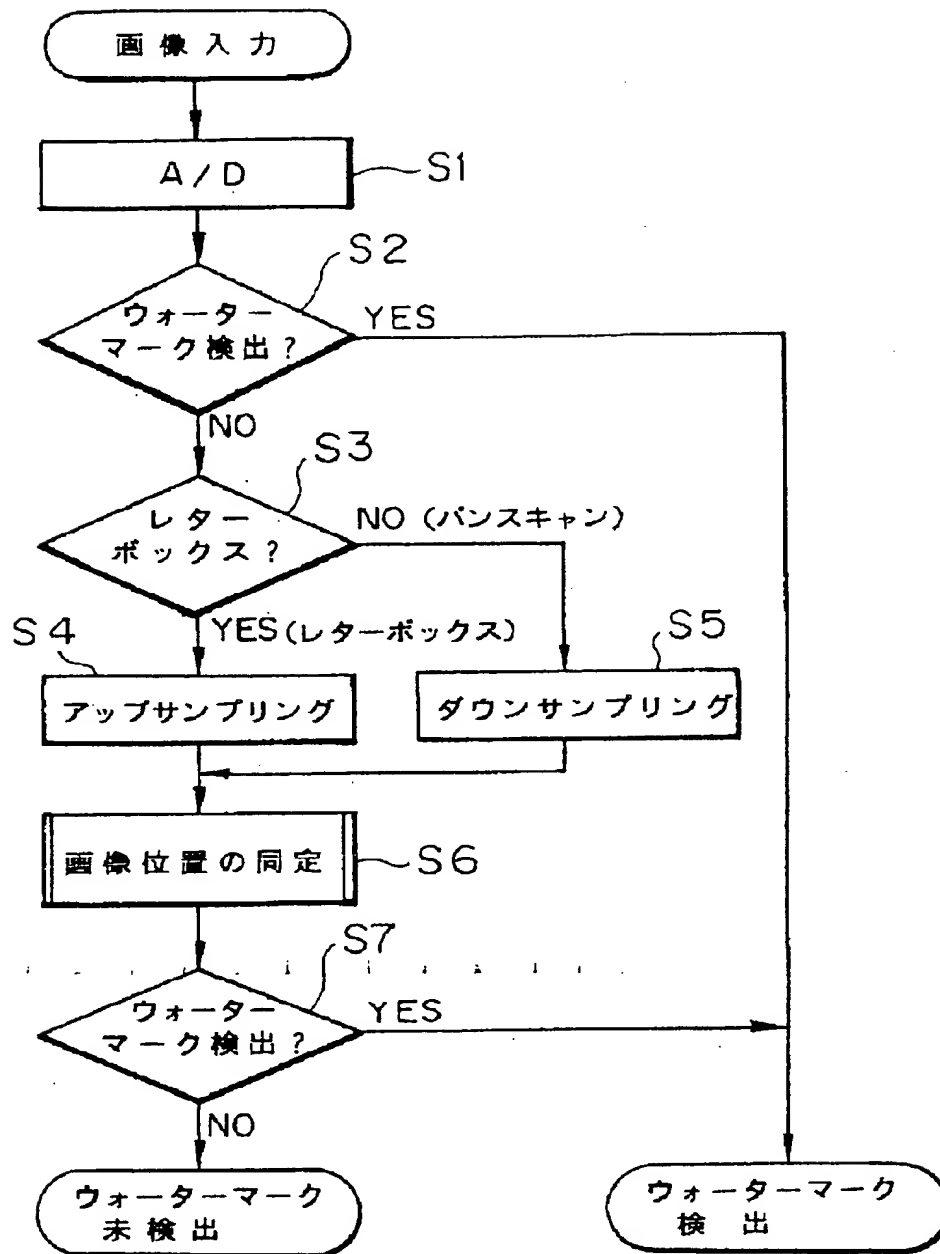 画像入力
A/D
S1
S2
ウォーター
マーク検出?
YES
NO
S3
レター
ボックス?
NO (パンスキャン)
YES (レターボックス)
S4
アップサンプリング
S5
ダウンサンプリング
画像位置の同定
S6
S7
ウォーター
マーク検出?
YES
NO
ウォーターマーク
未検出
ウォーターマーク
検出